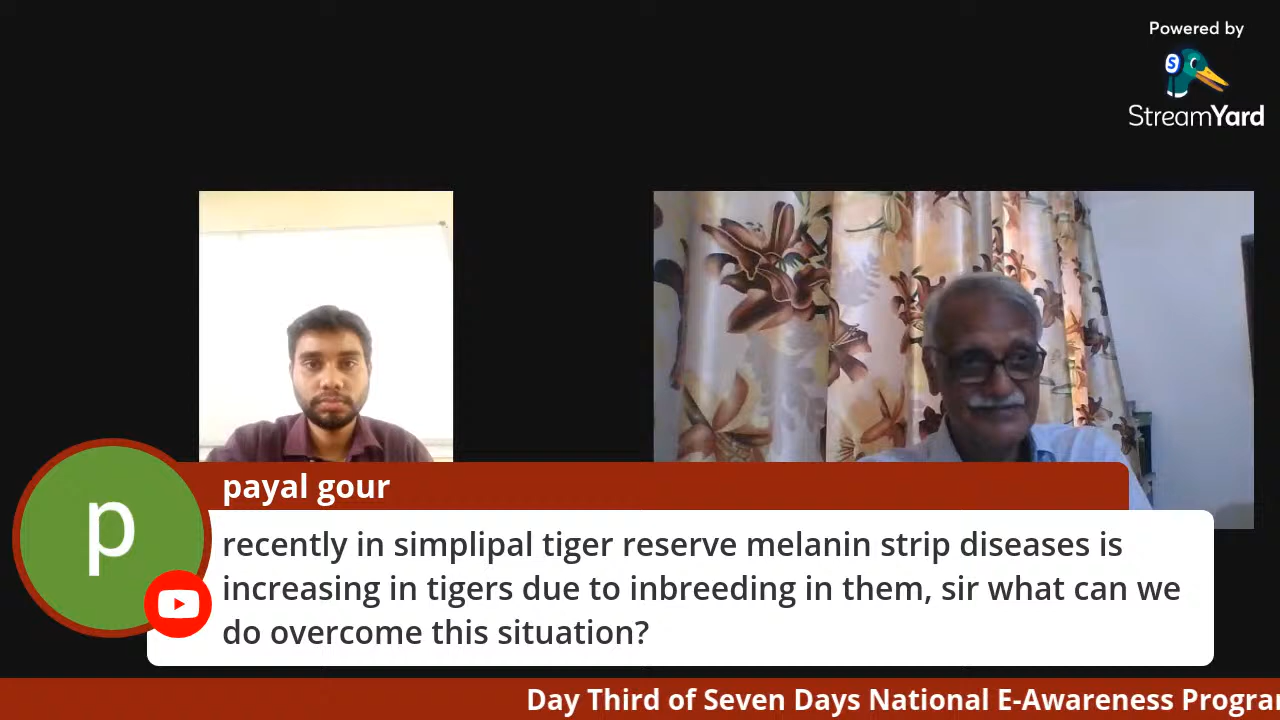 Powered by
StreamYard
payal gour
p
recently in simplipal tiger reserve melanin strip diseases is
increasing in tigers due to inbreeding in them, sir what can we
do overcome this situation?
Day Third of Seven Days National E-Awareness Progra